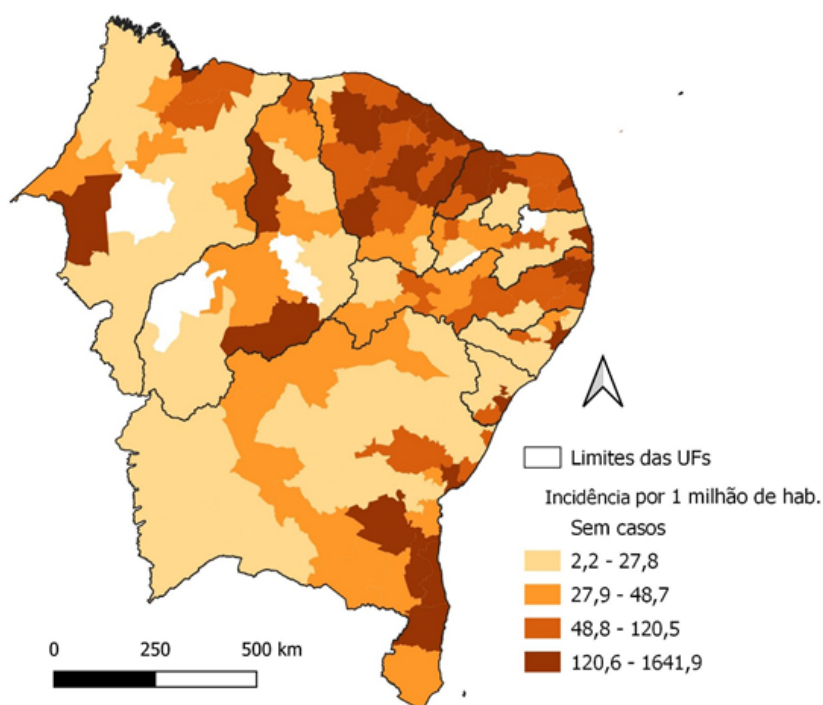 Limites das UFs
Incidência por 1 milhão de hab.
Sem casos
2,2 - 27,8
27,9 - 48,7
48,8 - 120,5
120,6 - 1641,9
0 250 500 km